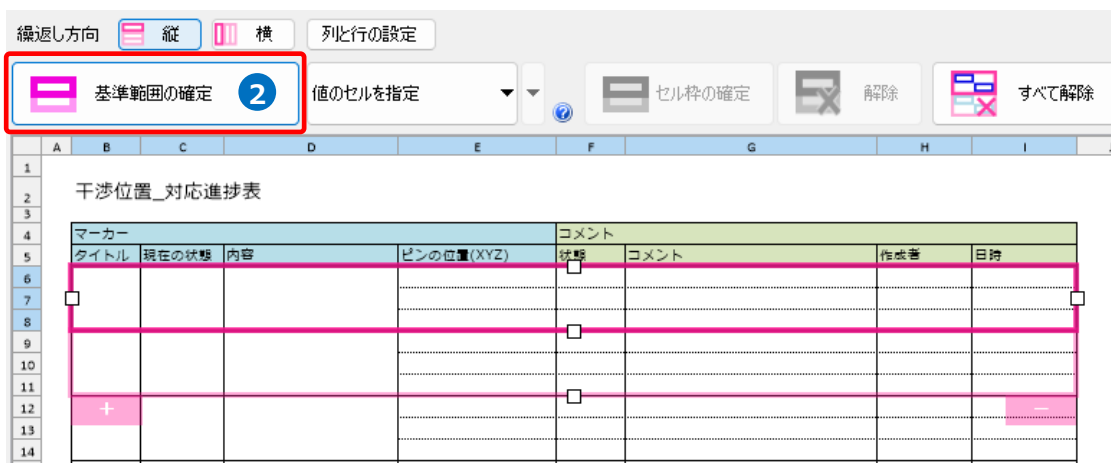 繰返し方向 縦 横 列と行の設定
基準範囲の確定 2 値のセルを指定 セル枠の確定 解除 すべて解除
A B C D E F G H I
1
2 干渉位置_対応進捗表
3
4 マーカー コメント
5 タイトル 現在の状態 内容 ピンの位置(XYZ) 状態 コメント 作成者 日時
6
7
8
9
10
11
12 + −
13
14